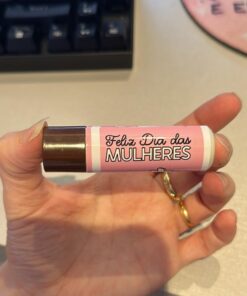 Feliz Dia das
MULHERES